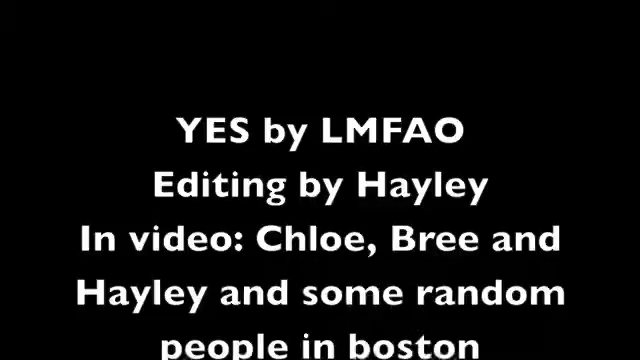 YES by LMFAO
Editing by Hayley
In video: Chloe, Bree and
Hayley and some random
people in boston